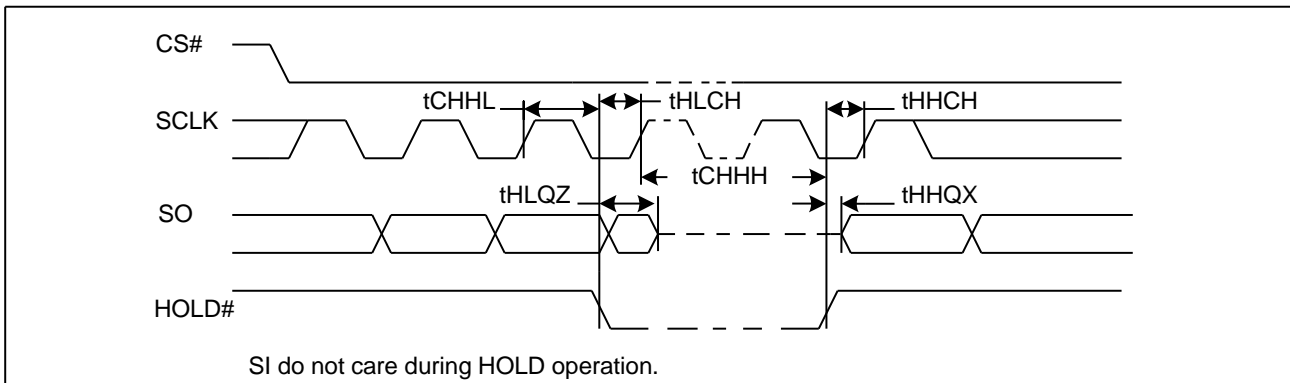 CS#
tCHHL
tHLCH
tHHCH
SCLK
tCHHH
tHLQZ
tHHQX
SO
HOLD#
SI do not care during HOLD operation.